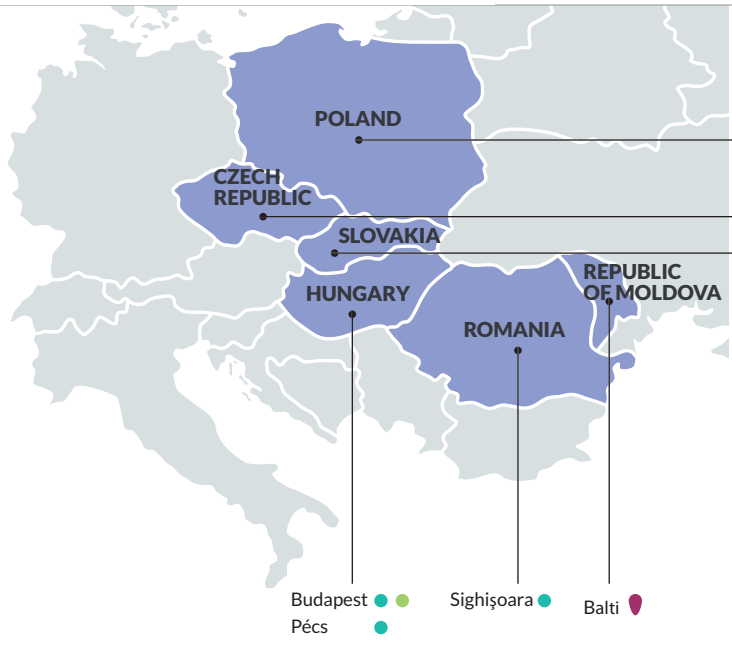 POLAND
CZECH
REPUBLIC
SLOVAKIA
HUNGARY
REPUBLIC
OF MOLDOVA
ROMANIA
Budapest
Pécs
Sighişoara
Balti